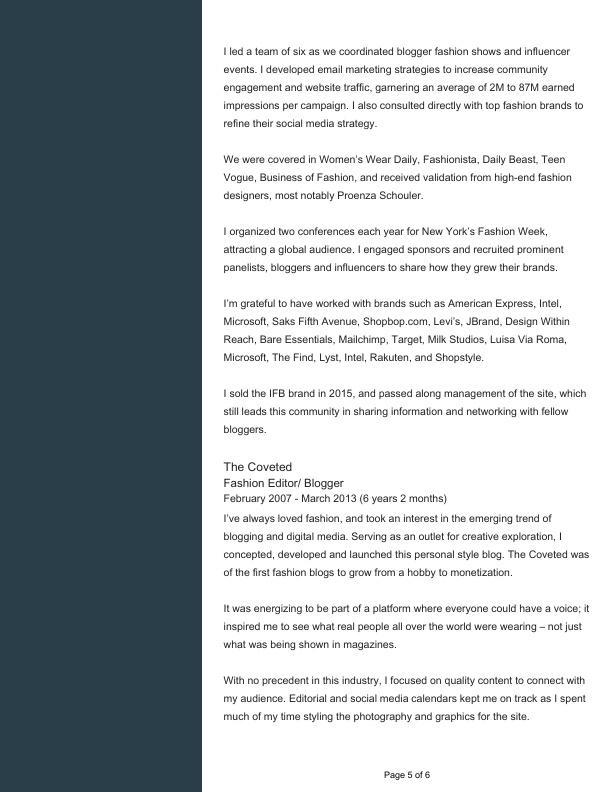 I led a team of six as we coordinated blogger fashion shows and influencer
events. I developed email marketing strategies to increase community
engagement and website traffic, garnering an average of 2M to 87M earned
impressions per campaign. I also consulted directly with top fashion brands to
refine their social media strategy.
We were covered in Women's Wear Daily, Fashionista, Daily Beast, Teen
Vogue, Business of Fashion, and received validation from high-end fashion
designers, most notably Proenza Schouler.
I organized two conferences each year for New York's Fashion Week,
attracting a global audience. I engaged sponsors and recruited prominent
panelists, bloggers and influencers to share how they grew their brands.
I'm grateful to have worked with brands such as American Express, Intel,
Microsoft, Saks Fifth Avenue, Shopbop.com, Levi's, JBrand, Design Within
Reach, Bare Essentials, Mailchimp, Target, Milk Studios, Luisa Via Roma,
Microsoft, The Find, Lyst, Intel, Rakuten, and Shopstyle.
I sold the IFB brand in 2015, and passed along management of the site, which
still leads this community in sharing information and networking with fellow
bloggers.
The Coveted
Fashion Editor/ Blogger
February 2007 - March 2013 (6 years 2 months)
I've always loved fashion, and took an interest in the emerging trend of
blogging and digital media. Serving as an outlet for creative exploration, I
concepted, developed and launched this personal style blog. The Coveted was
of the first fashion blogs to grow from a hobby to monetization.
It was energizing to be part of a platform where everyone could have a voice; it
inspired me to see what real people all over the world were wearing – not just
what was being shown in magazines.
With no precedent in this industry, I focused on quality content to connect with
my audience. Editorial and social media calendars kept me on track as I spent
much of my time styling the photography and graphics for the site.
Page 5 of 6